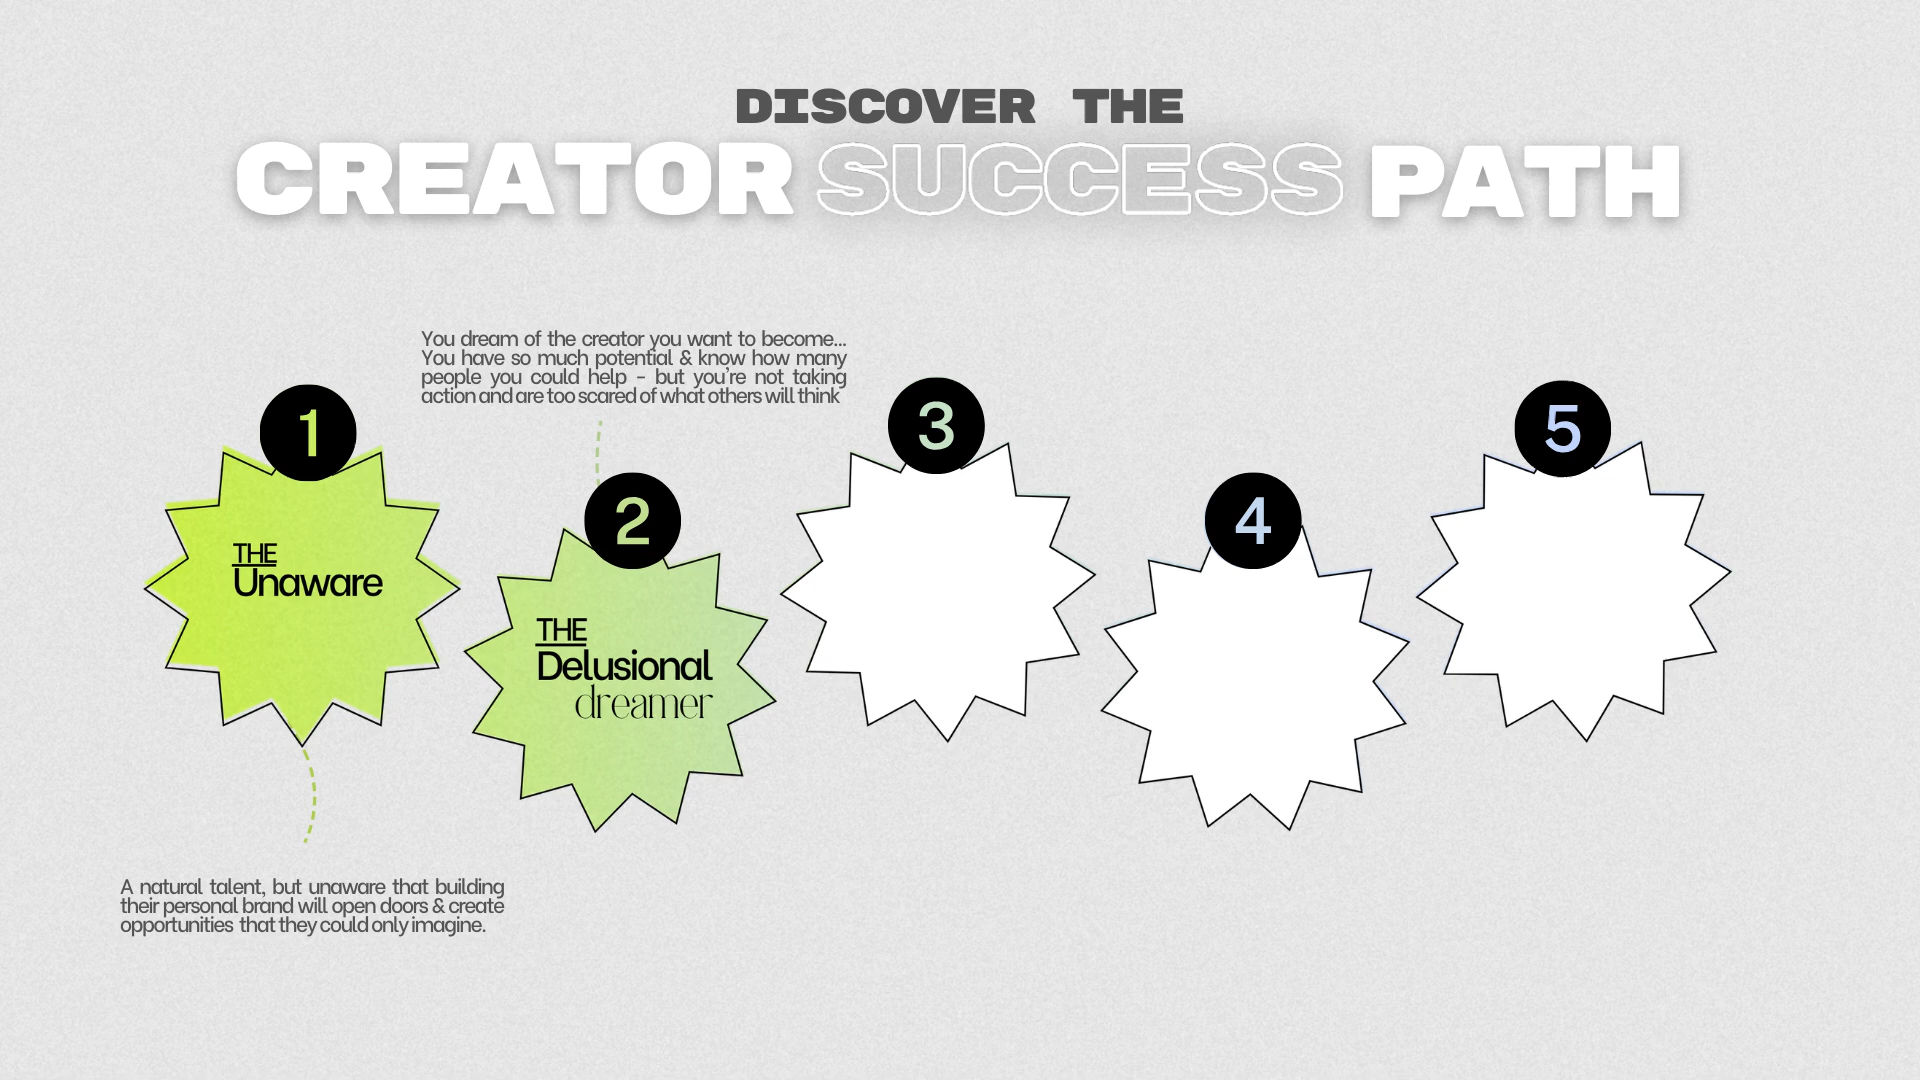 DISCOVER THE
CREATOR SUCCESS PATH
You dream of the creator you want to become...
You have so much potential & know how many
people you could help - but you're not taking
action and are too scared of what others will think
1
THE
Unaware
2
THE
Delusional
dreamer
3
4
5
A natural talent, but unaware that building
their personal brand will open doors & create
opportunities that they could only imagine.